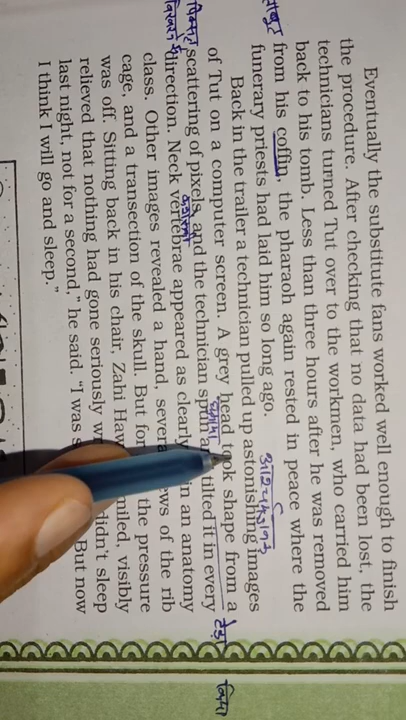 Eventually the substitute fans worked well enough to finish
the procedure. After checking that no data had been lost, the
technicians turned Tut over to the workmen, who carried him
back to his tomb. Less than three hours after he was removed
ताबूत from his coffin, the pharaoh again rested in peace where the
funerary priests had laid him so long ago.
आश्चर्यजनक
Back in the trailer a technician pulled up astonishing images
of Tut on a computer screen. A grey head took shape from a
घुमाया
scattering of pixels, and the technician spun and tilted it in every
direction. Neck vertebrae appeared as clearly in an anatomy
class. Other images revealed a hand, several views of the rib
cage, and a transection of the skull. But for the pressure
was off. Sitting back in his chair, Zahi Haw smiled, visibly
relieved that nothing had gone seriously didn't sleep
last night, not for a second," he said. "I was But now
I think I will go and sleep."